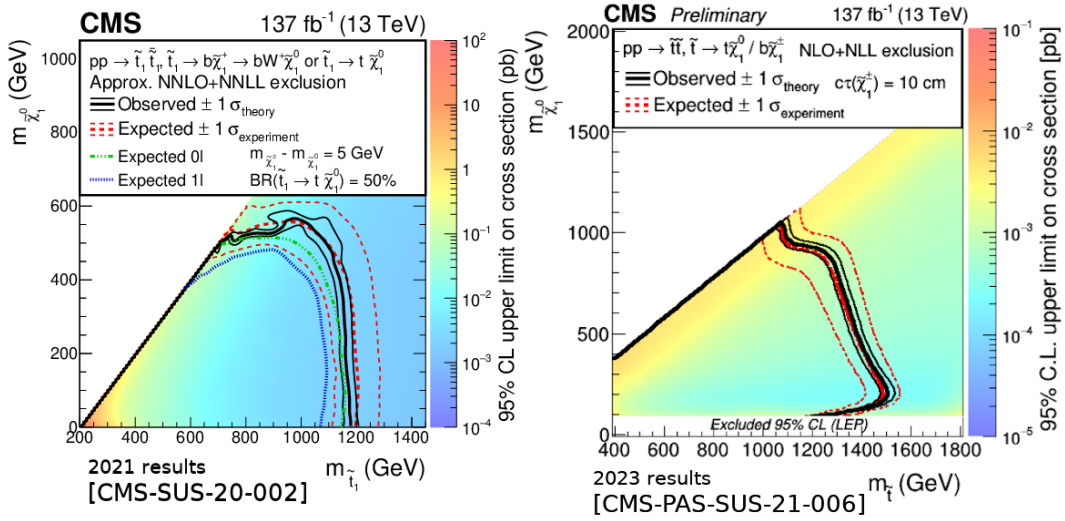 CMS 137 fb⁻¹ (13 TeV)
pp → t̃₁ t̃̄₁, t̃₁ → bχ̃₁⁺ → bW⁺χ̃₁⁰ or t̃₁ → t χ̃₁⁰
Approx. NNLO+NNLL exclusion
Observed ± 1 σ_theory
Expected ± 1 σ_experiment
Expected 0l m_χ̃₁± - m_χ̃₁⁰ = 5 GeV
Expected 1l BR(t̃₁ → t χ̃₁⁰) = 50%
m_χ̃₁⁰ (GeV)
1000
800
600
400
200
0
200 400 600 800 1000 1200 1400
m_t̃₁ (GeV)
10²
10
1
10⁻¹
10⁻²
10⁻³
10⁻⁴
95% CL upper limit on cross section (pb)
2021 results
[CMS-SUS-20-002]
CMS Preliminary 137 fb⁻¹ (13 TeV)
pp → t̃t̃, t̃ → tχ̃₁⁰ / bχ̃₁± NLO+NLL exclusion
Observed ± 1 σ_theory cτ(χ̃₁±) = 10 cm
Expected ± 1 σ_experiment
m_χ̃₁⁰ [GeV]
2000
1500
1000
500
0
Excluded 95% CL (LEP)
400 600 800 1000 1200 1400 1600 1800
m_t̃ (GeV)
10⁻¹
10⁻²
10⁻³
10⁻⁴
10⁻⁵
95% C.L. upper limit on cross section [pb]
2023 results
[CMS-PAS-SUS-21-006]